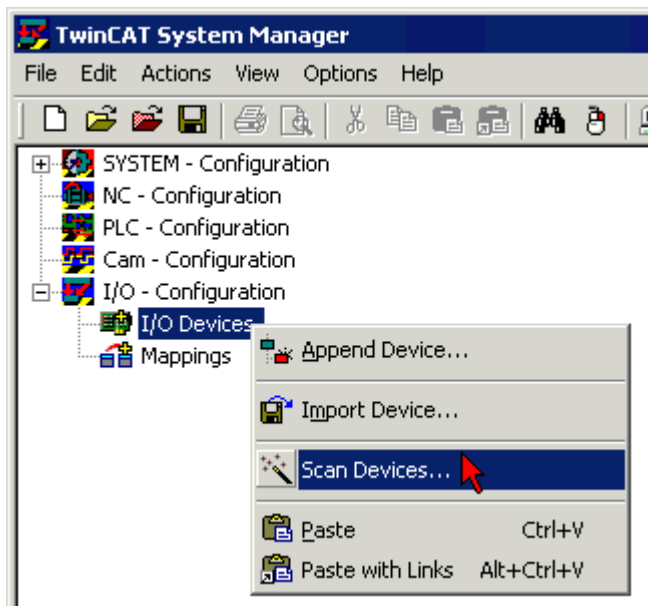 TwinCAT System Manager
File Edit Actions View Options Help
SYSTEM - Configuration
NC - Configuration
PLC - Configuration
Cam - Configuration
I/O - Configuration
I/O Devices
Mappings
Append Device...
Import Device...
Scan Devices...
Paste Ctrl+V
Paste with Links Alt+Ctrl+V